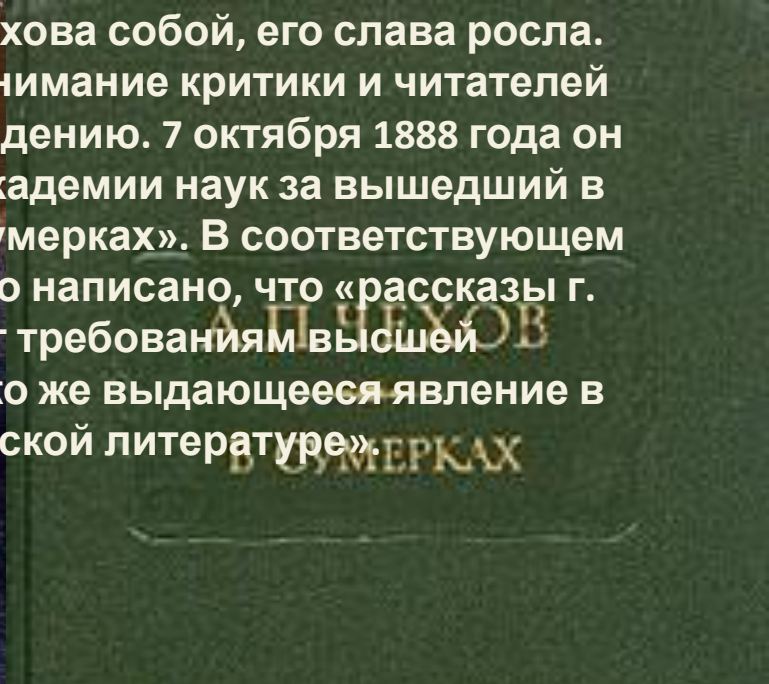 хова собой, его слава росла.
нимание критики и читателей
дению. 7 октября 1888 года он
кадемии наук за вышедший в
умерках». В соответствующем
о написано, что «рассказы г.
т требованиям высшей
А.П.ЧЕХОВ
ко же выдающееся явление в
ской литературе».
В СУМЕРКАХ